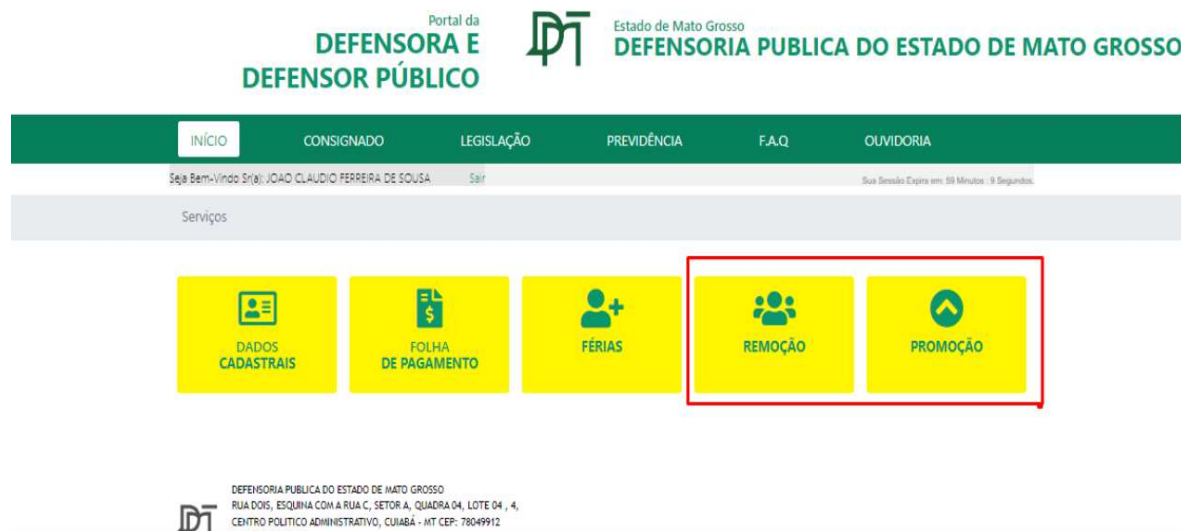 Portal da
DEFENSORA E
DEFENSOR PÚBLICO
Estado de Mato Grosso
DEFENSORIA PUBLICA DO ESTADO DE MATO GROSSO
INÍCIO CONSIGNADO LEGISLAÇÃO PREVIDÊNCIA F.A.Q OUVIDORIA
Seja Bem-Vindo Sr(a): JOAO CLAUDIO FERREIRA DE SOUSA Sair Sua Sessão Expira em: 59 Minutos : 9 Segundos.
Serviços
DADOS
CADASTRAIS
FOLHA
DE PAGAMENTO
FÉRIAS
REMOÇÃO
PROMOÇÃO
DEFENSORIA PUBLICA DO ESTADO DE MATO GROSSO
RUA DOIS, ESQUINA COM A RUA C, SETOR A, QUADRA 04, LOTE 04 , 4,
CENTRO POLITICO ADMINISTRATIVO, CUIABÁ - MT CEP: 78049912